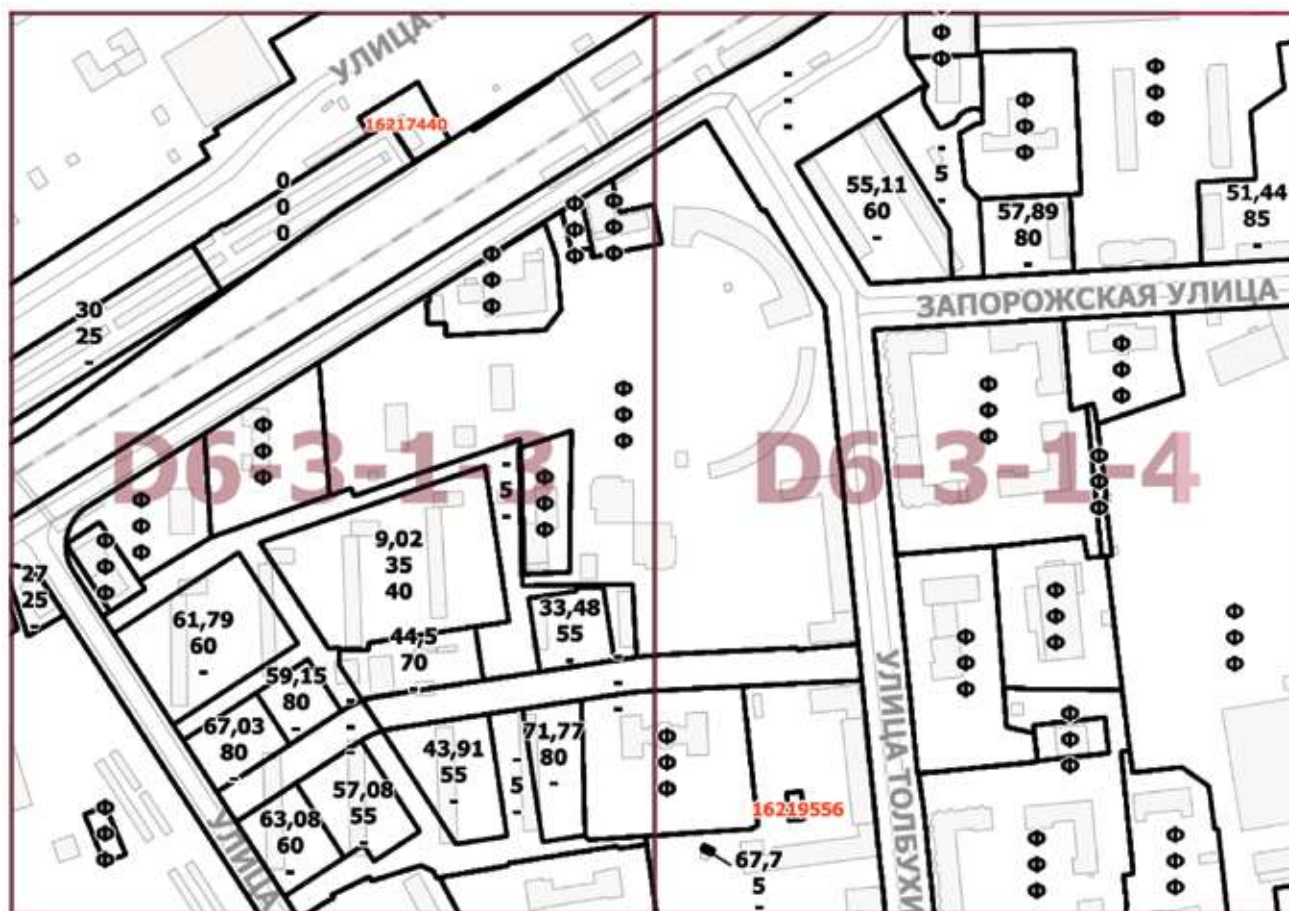 УЛИЦА
16217440
0
0
0
-
-
-
Ф
Ф
Ф
Ф
Ф
Ф
-
5
-
55,11
60
-
Ф
Ф
57,89
80
-
51,44
85
-
Ф
Ф
Ф
Ф
Ф
Ф
Ф
Ф
Ф
30
25
-
ЗАПОРОЖСКАЯ УЛИЦА
Ф
Ф
Ф
Ф
Ф
Ф
Ф
Ф
Ф
Ф
Ф
Ф
D6-3-1-3
D6-3-1-4
Ф
Ф
Ф
-
5
-
Ф
Ф
Ф
Ф
Ф
Ф
Ф
Ф
Ф
9,02
35
40
27
25
-
61,79
60
-
44,5
70
-
33,48
55
-
Ф
Ф
Ф
Ф
Ф
Ф
Ф
Ф
Ф
59,15
80
-
-
-
-
-
-
-
67,03
80
-
43,91
55
-
-
5
-
71,77
80
-
Ф
Ф
Ф
УЛИЦА ТОЛБУХИ
Ф
Ф
Ф
57,08
55
-
63,08
60
-
Ф
Ф
Ф
УЛИЦА
16219556
67,7
5
-
Ф
Ф
Ф
Ф
Ф
Ф